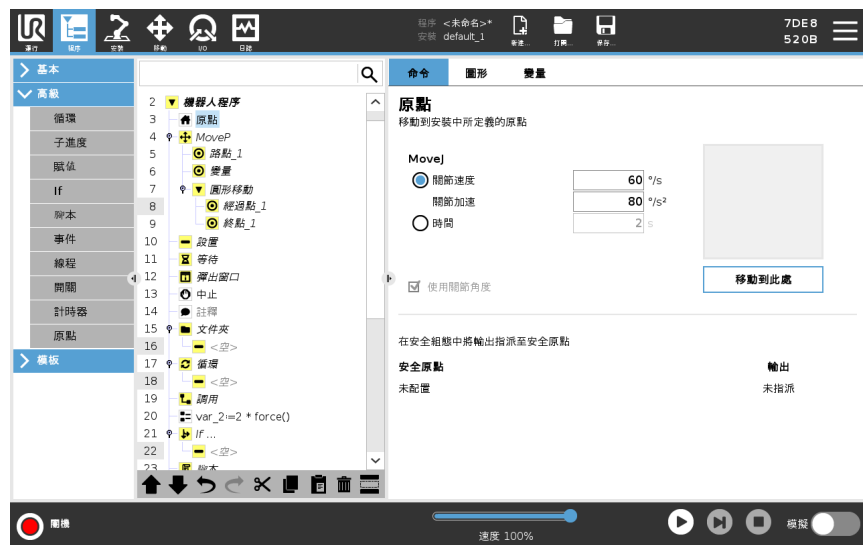 UR
運行
程序
安裝
移動
I/O
日誌
程序 <未命名>*
安裝 default_1
新建...
打開...
保存...
7DE8
520B
基本
高級
循環
子進度
賦值
If
腳本
事件
線程
開關
計時器
原點
模板
2 機器人程序
3 原點
4 MoveP
5 路點_1
6 變量
7 圓形移動
8 經過點_1
9 終點_1
10 設置
11 等待
12 彈出窗口
13 中止
14 註釋
15 文件夾
16 <空>
17 循環
18 <空>
19 調用
20 var_2:=2 * force()
21 If ...
22 <空>
23 腳本
命令 圖形 變量
原點
移動到安裝中所定義的原點
MoveJ
關節速度 60 °/s
關節加速 80 °/s²
時間 2 s
使用關節角度
移動到此處
在安全組態中將輸出指派至安全原點
安全原點 輸出
未配置 未指派
關機
速度 100%
模擬